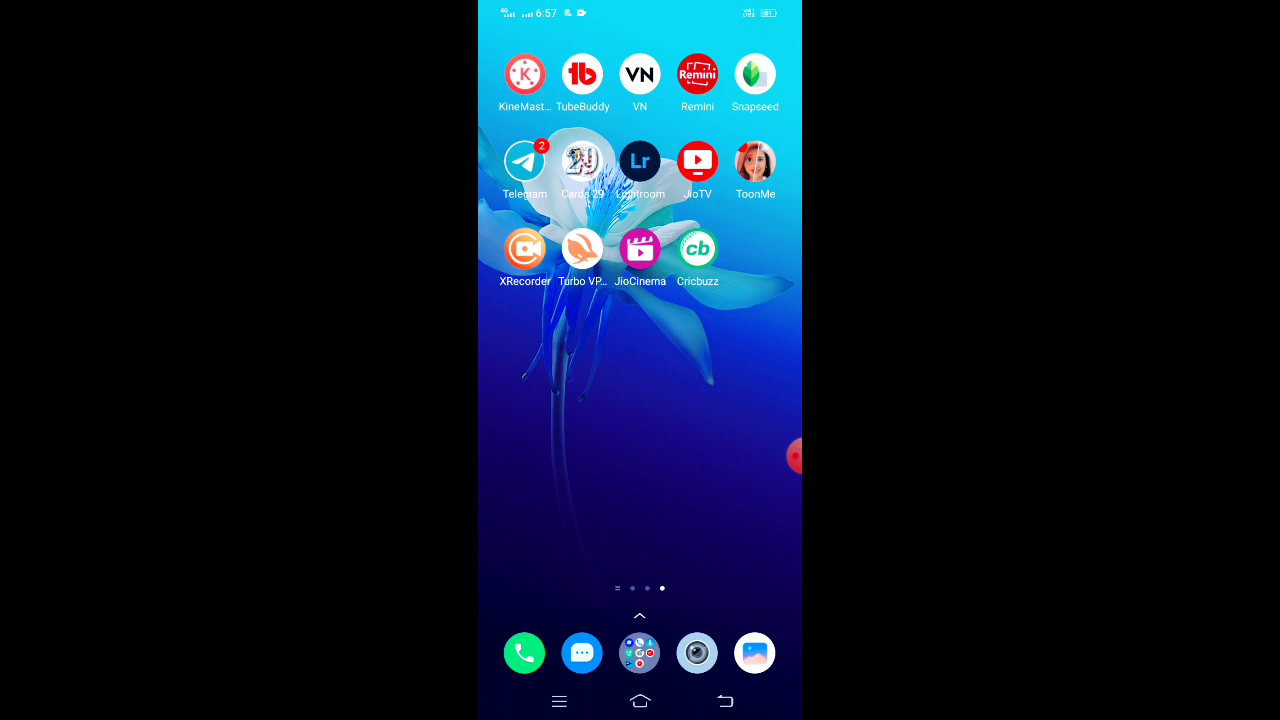 4G 6:57
K tb VN Remini
KineMast... TubeBuddy VN Remini Snapseed
2
29 Lr
Telegram Cards 29 Lightroom JioTV ToonMe
cb
XRecorder Turbo VP... JioCinema Cricbuzz